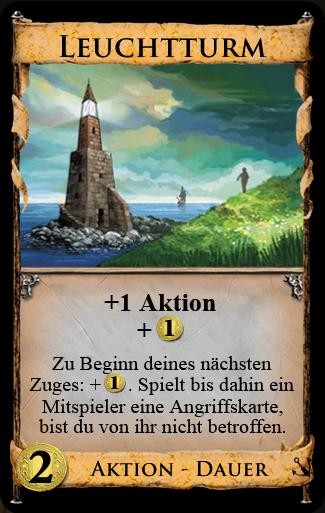 LEUCHTTURM
+1 Aktion
+ 1
Zu Beginn deines nächsten
Zuges: + 1 . Spielt bis dahin ein
Mitspieler eine Angriffskarte,
bist du von ihr nicht betroffen.
2 AKTION - DAUER